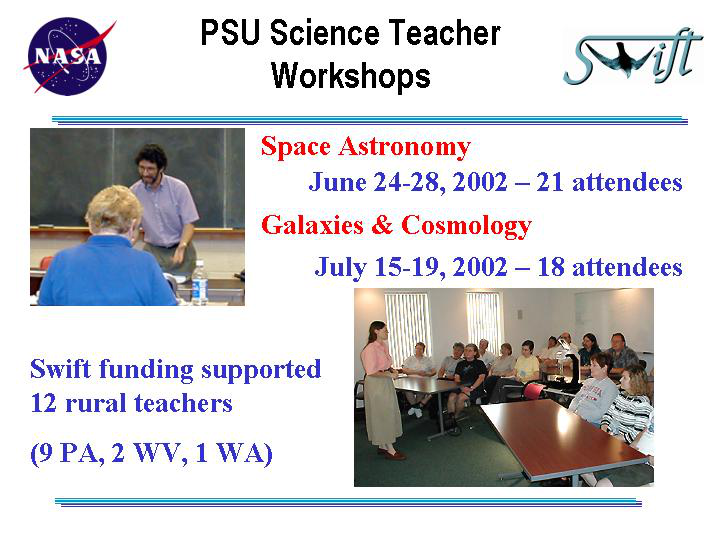 NASA
PSU Science Teacher
Workshops
Swift
Space Astronomy
June 24-28, 2002 – 21 attendees
Galaxies & Cosmology
July 15-19, 2002 – 18 attendees
Swift funding supported
12 rural teachers
(9 PA, 2 WV, 1 WA)